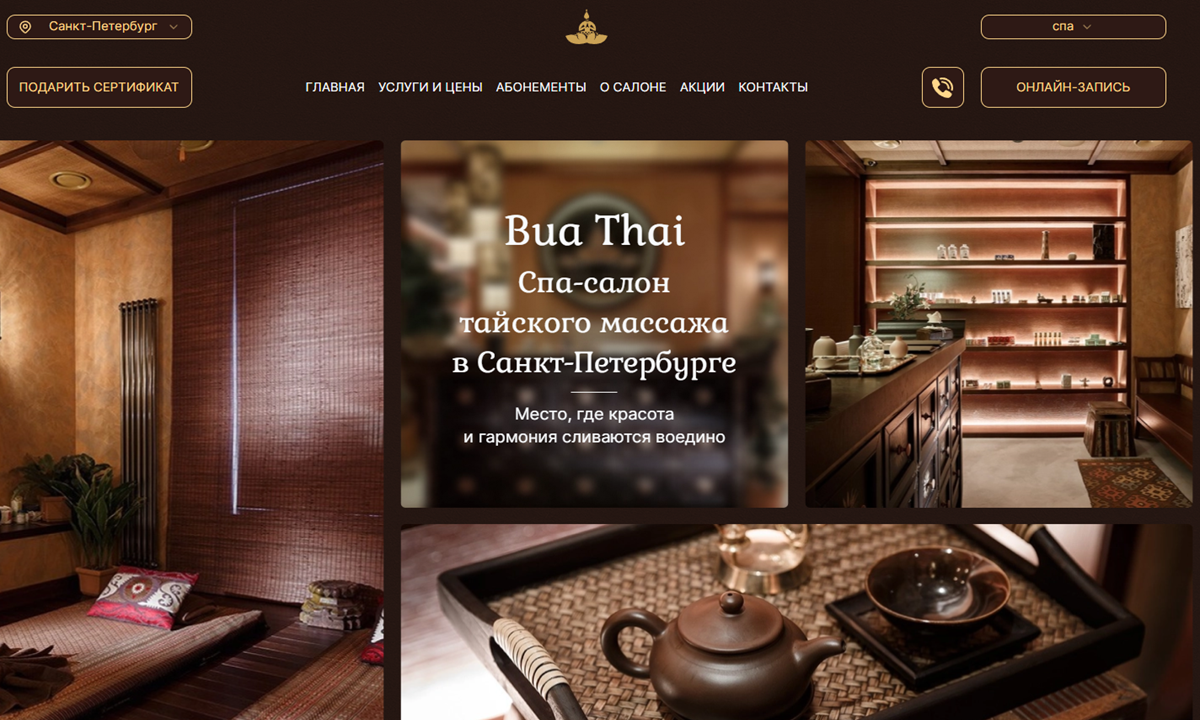 Санкт-Петербург
спа
ПОДАРИТЬ СЕРТИФИКАТ
ГЛАВНАЯ УСЛУГИ И ЦЕНЫ АБОНЕМЕНТЫ О САЛОНЕ АКЦИИ КОНТАКТЫ
ОНЛАЙН-ЗАПИСЬ
Bua Thai
Спа-салон
тайского массажа
в Санкт-Петербурге
Место, где красота
и гармония сливаются воедино